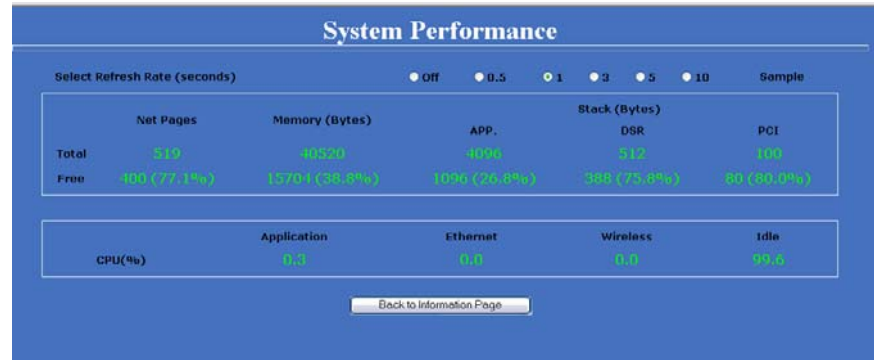 System Performance
Select Refresh Rate (seconds) Off 0.5 1 3 5 10 Sample
Stack (Bytes)
Net Pages Memory (Bytes) APP. DSR PCI
Total 519 40520 4096 512 100
Free 400 (77.1%) 15704 (38.8%) 1096 (26.8%) 388 (75.8%) 80 (80.0%)
Application Ethernet Wireless Idle
CPU(%) 0.3 0.0 0.0 99.6
Back to Information Page